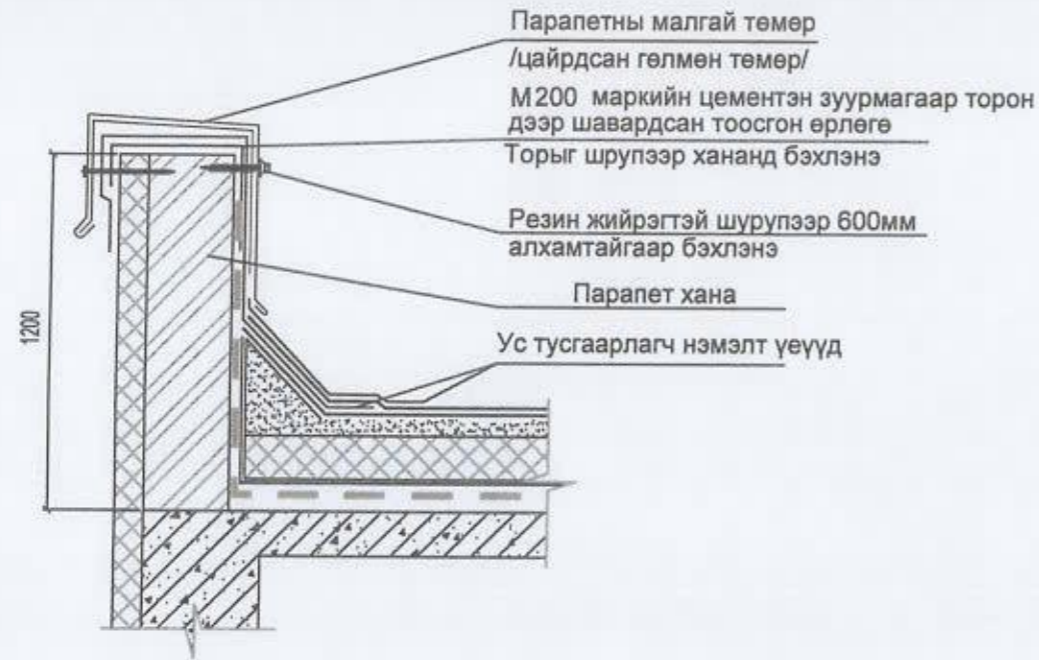 Парапетны малгай төмөр
/цайрдсан гөлмөн төмөр/
М200 маркийн цементэн зуурмагаар торон
дээр шавардсан тоосгон өрлөгө
Торыг шрупээр хананд бэхлэнэ
Резин жийрэгтэй шурупээр 600мм
алхамтайгаар бэхлэнэ
Парапет хана
Ус тусгаарлагч нэмэлт үеүүд
1200